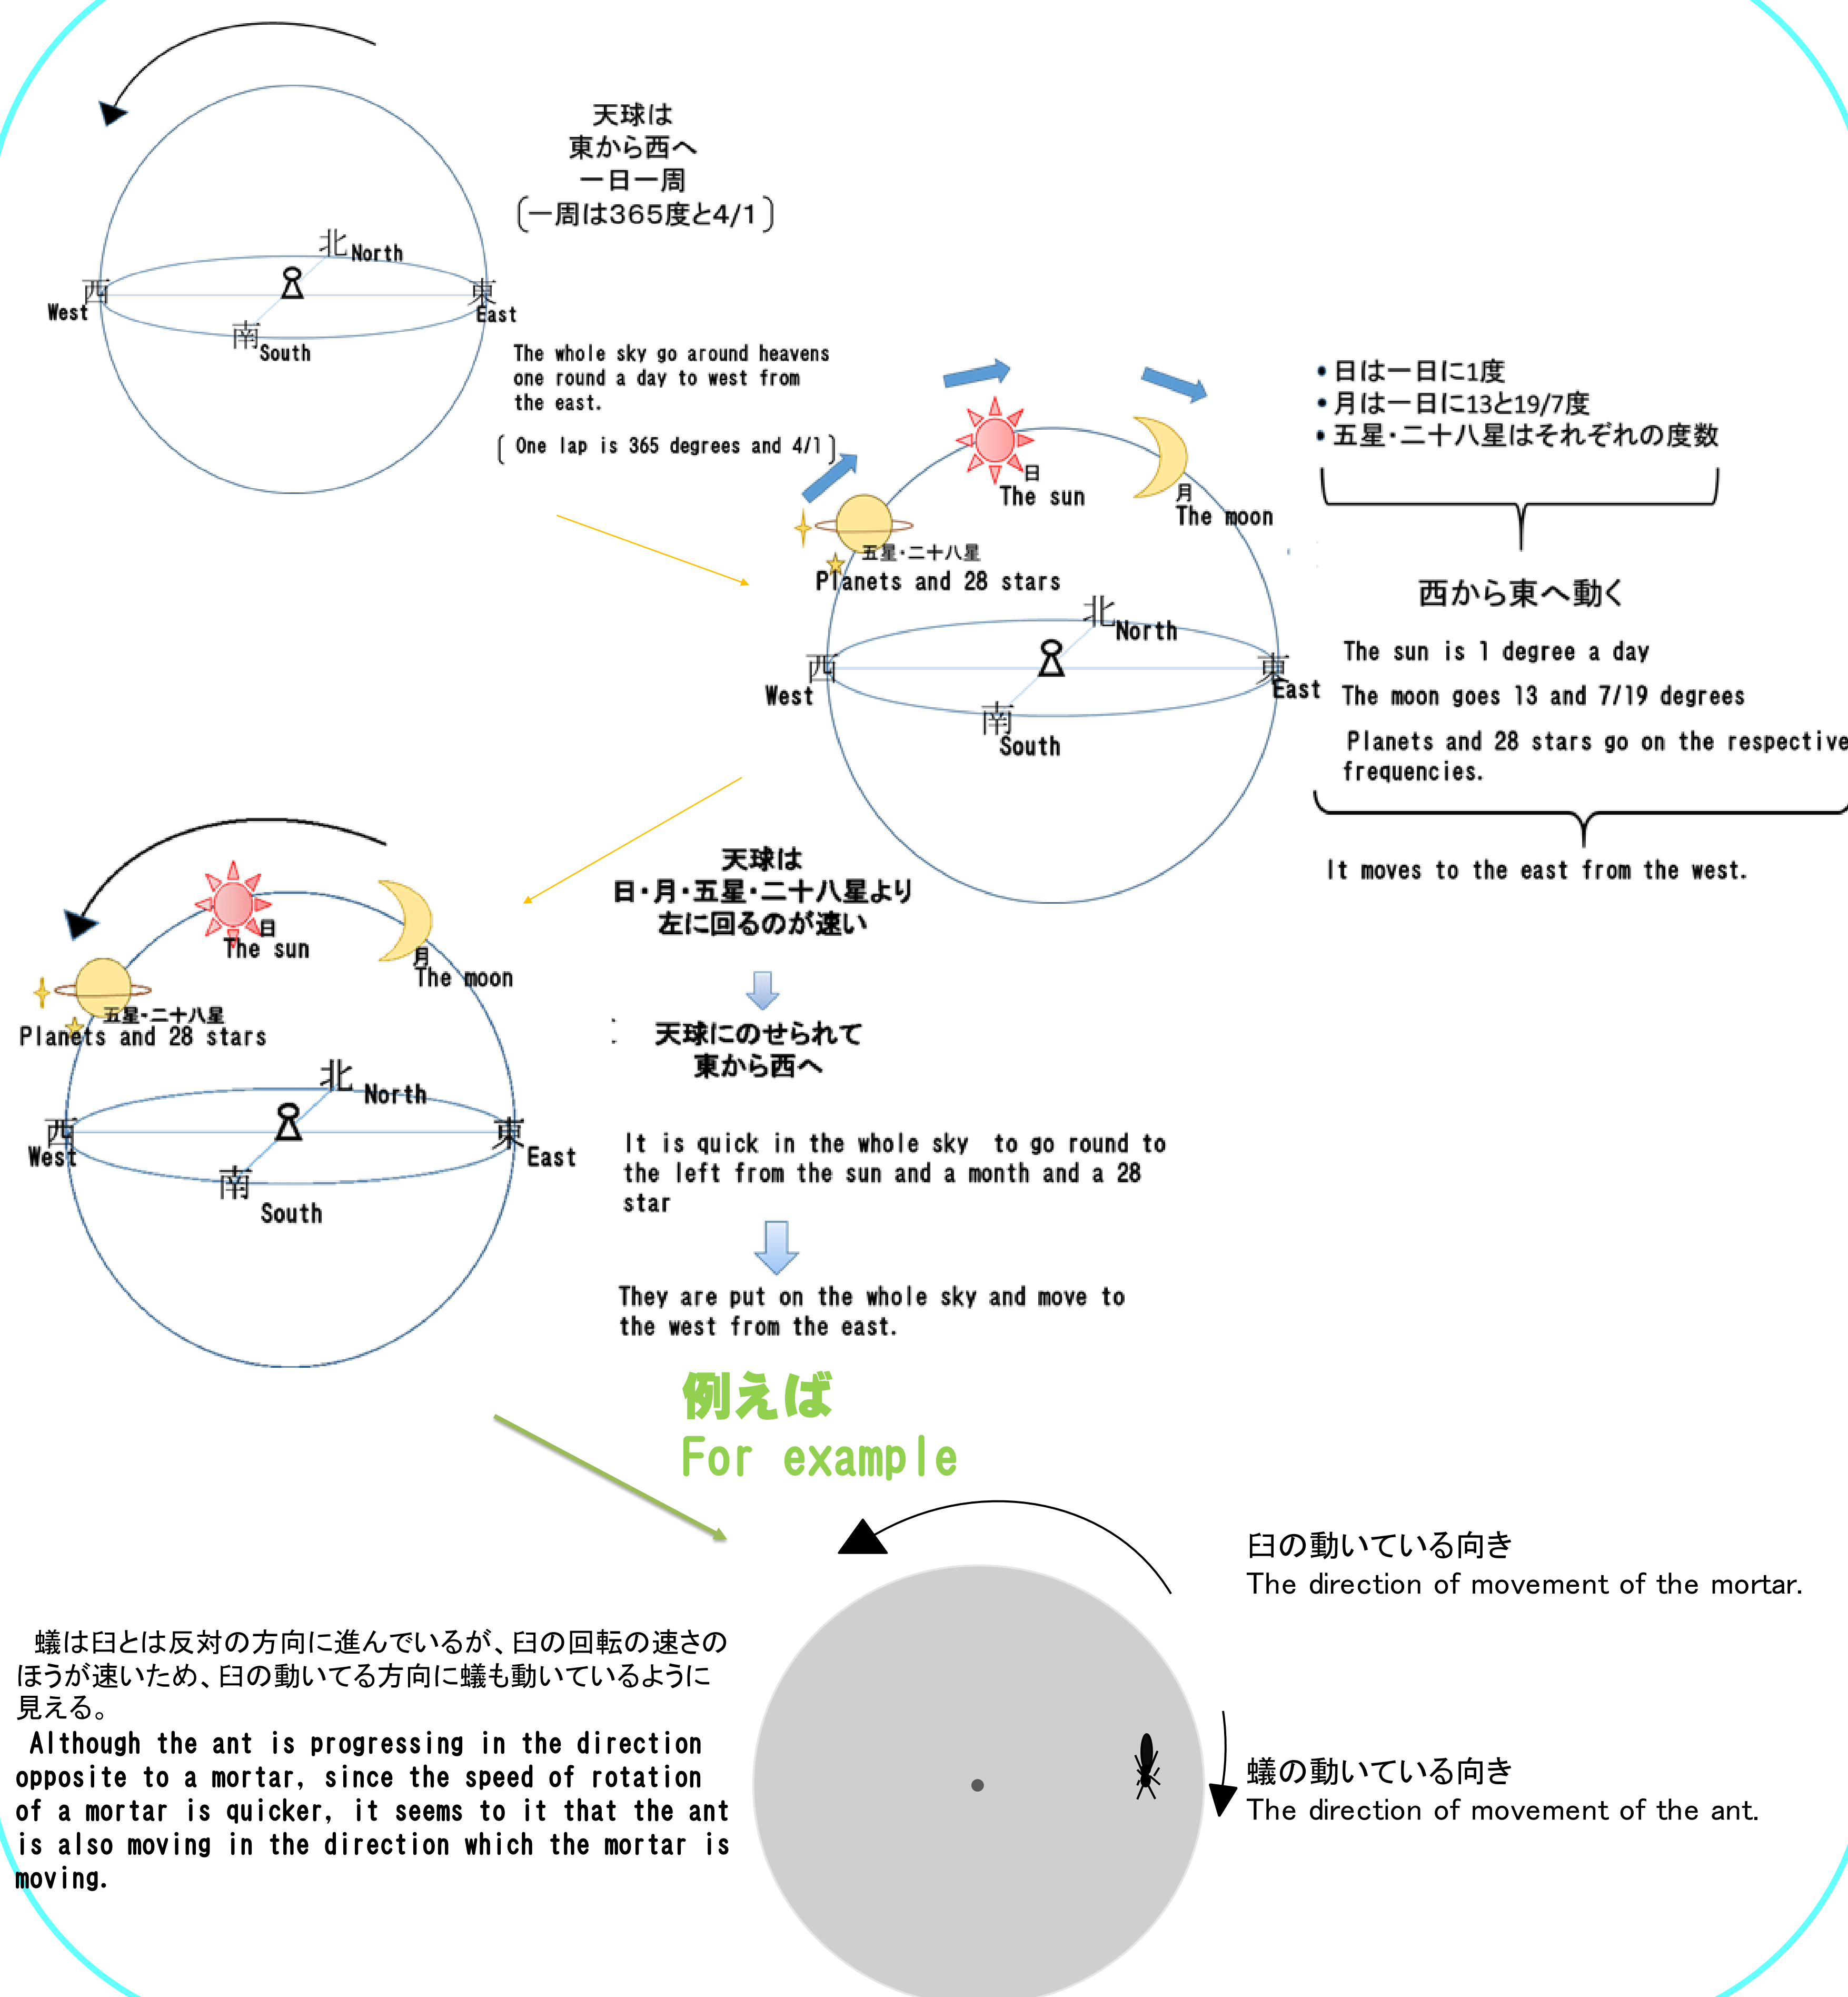 天球は
東から西へ
一日一周
(一周は365度と4/1)
北
North
西
West
東
East
南
South
The whole sky go around heavens
one round a day to west from
the east.
( One lap is 365 degrees and 4/1 )
日
The sun
月
The moon
五星・二十八星
Planets and 28 stars
北
North
西
West
東
East
南
South
• 日は一日に1度
• 月は一日に13と19/7度
• 五星・二十八星はそれぞれの度数
西から東へ動く
The sun is 1 degree a day
The moon goes 13 and 7/19 degrees
Planets and 28 stars go on the respective
frequencies.
It moves to the east from the west.
日
The sun
月
The moon
五星・二十八星
Planets and 28 stars
北
North
西
West
東
East
南
South
天球は
日・月・五星・二十八星より
左に回るのが速い
天球にのせられて
東から西へ
It is quick in the whole sky to go round to
the left from the sun and a month and a 28
star
They are put on the whole sky and move to
the west from the east.
例えば
For example
臼の動いている向き
The direction of movement of the mortar.
蟻は臼とは反対の方向に進んでいるが、臼の回転の速さの
ほうが速いため、臼の動いてる方向に蟻も動いているように
見える。
Although the ant is progressing in the direction
opposite to a mortar, since the speed of rotation
of a mortar is quicker, it seems to it that the ant
is also moving in the direction which the mortar is
moving.
蟻の動いている向き
The direction of movement of the ant.